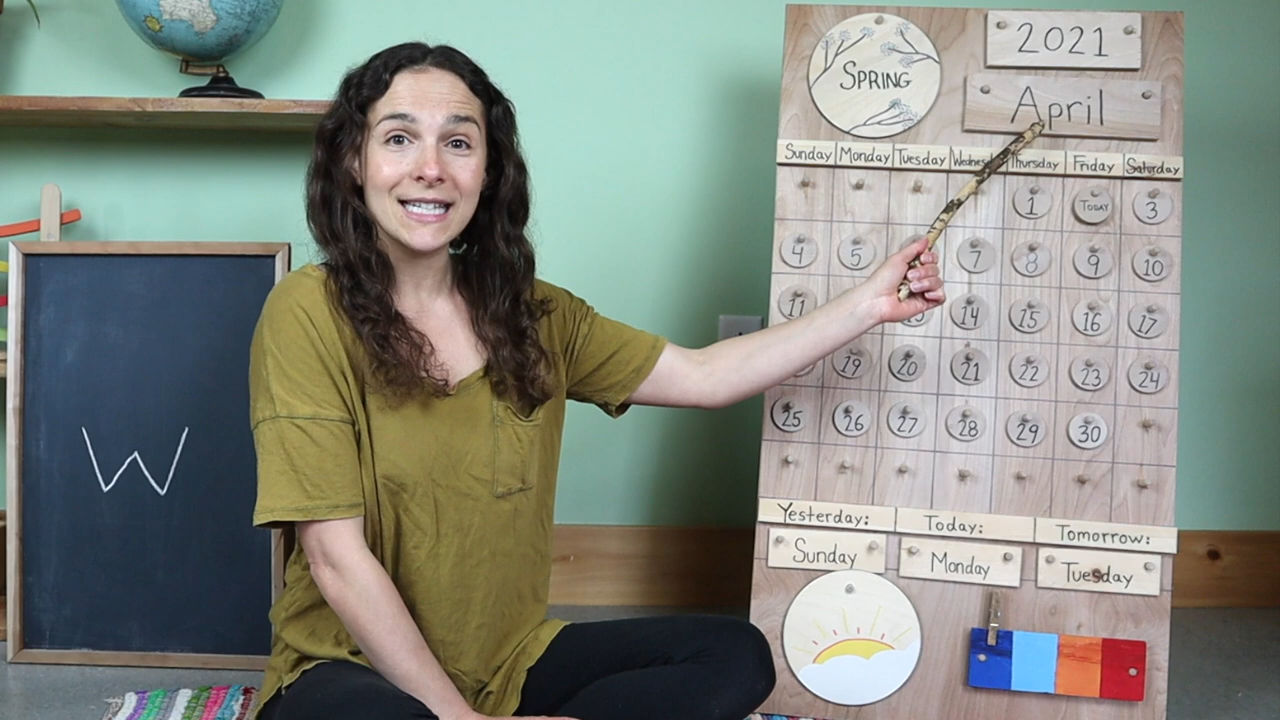 2021
SPRING
April
Sunday Monday Tuesday Thursday Friday Saturday
1 TODAY 3
4 5 7 8 9 10
11 14 15 16 17
19 20 21 22 23 24
25 26 27 28 29 30
W
Yesterday: Today: Tomorrow:
Sunday Monday Tuesday